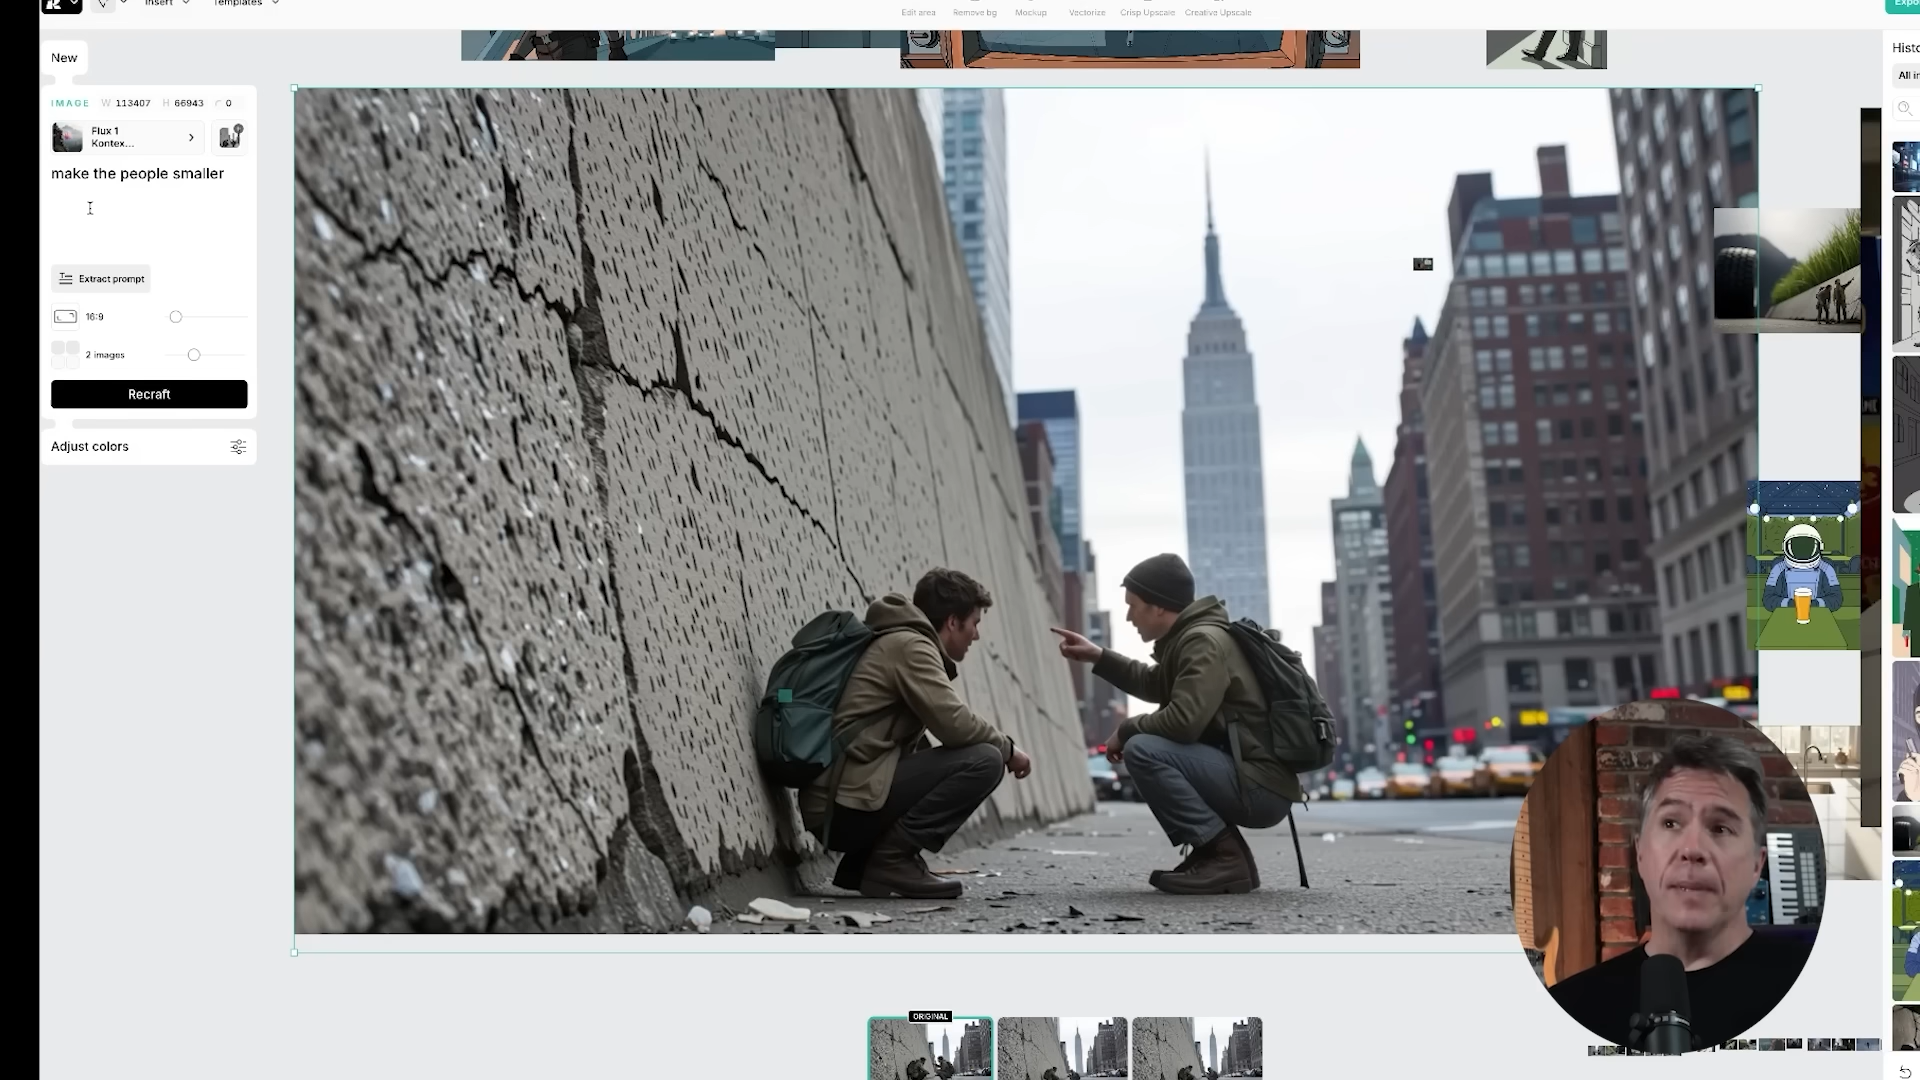 Insert
Templates
Edit area
Remove bg
Mockup
Vectorize
Crisp Upscale
Creative Upscale
New
IMAGE W 113407 H 66943 0
Flux 1
Kontex...
make the people smaller
Extract prompt
16:9
2 images
Recraft
Adjust colors
ORIGINAL